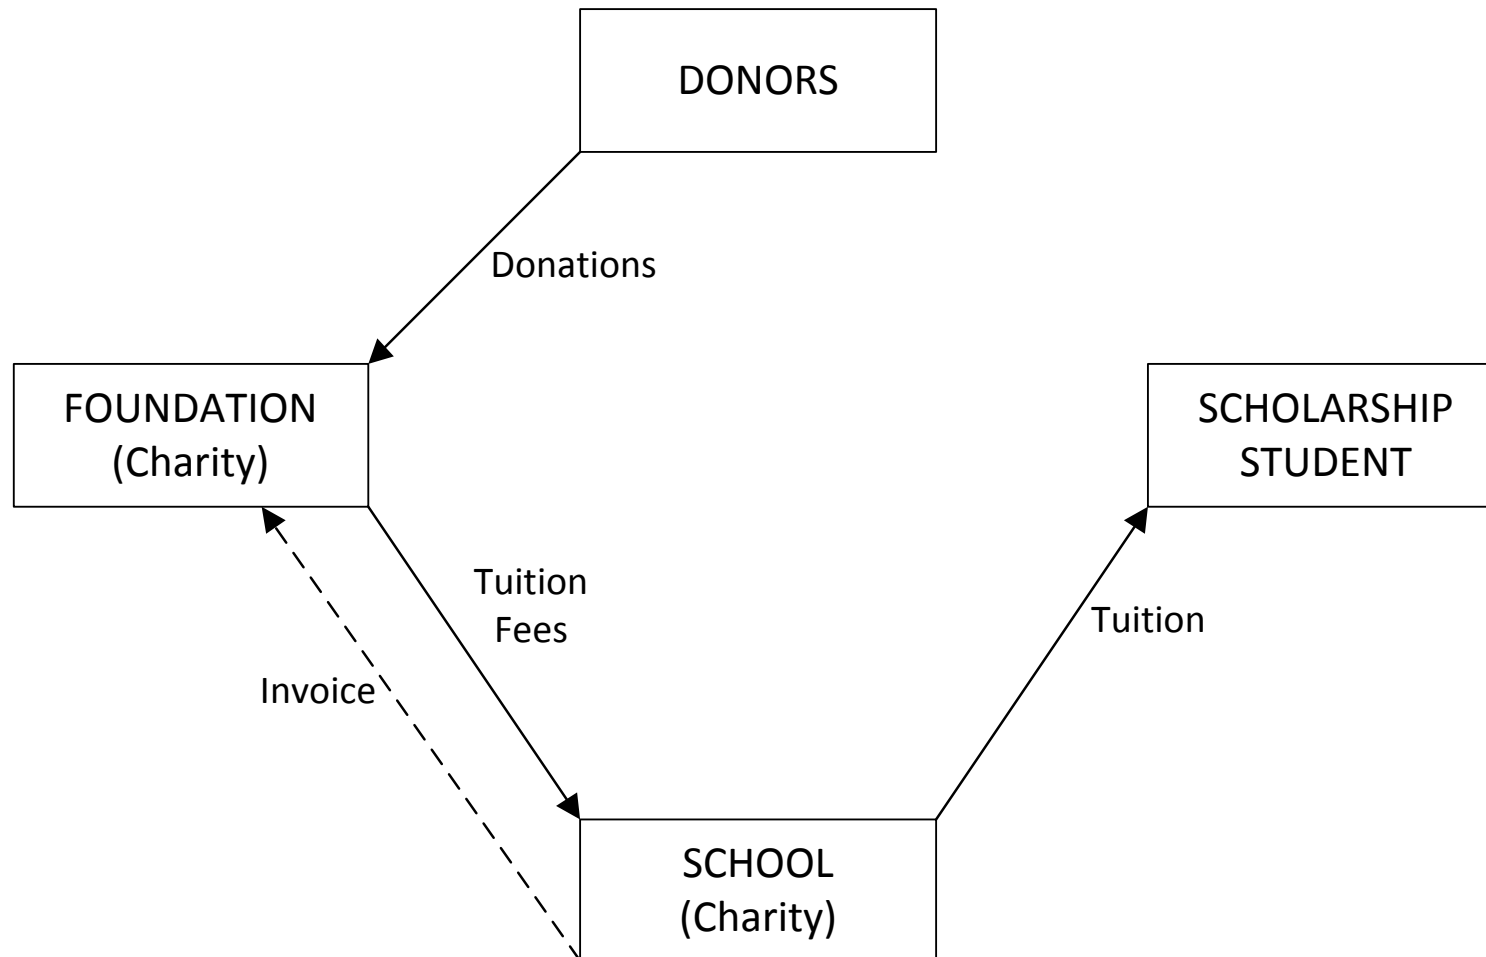 DONORS
Donations
FOUNDATION
(Charity)
SCHOLARSHIP
STUDENT
Tuition
Fees
Tuition
Invoice
SCHOOL
(Charity)